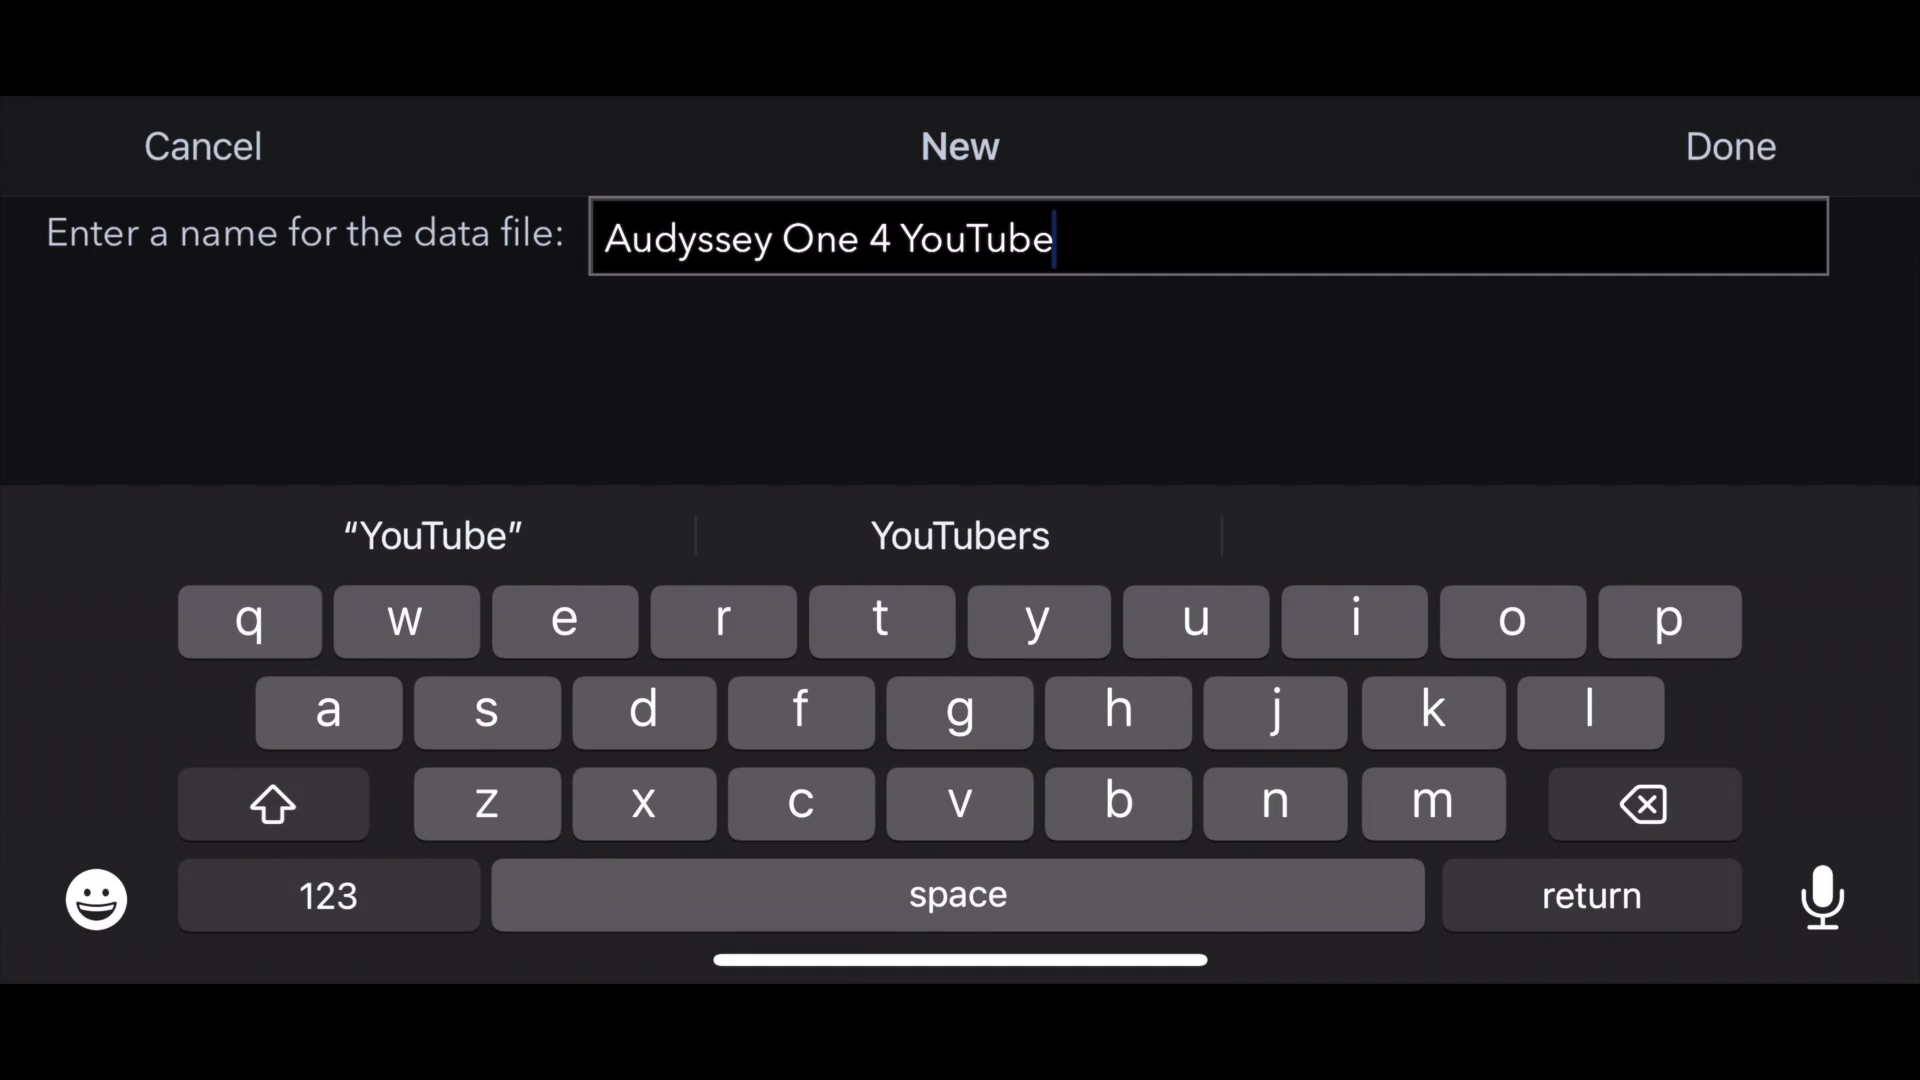 Cancel New Done
Enter a name for the data file: Audyssey One 4 YouTube
“YouTube” YouTubers
q w e r t y u i o p
a s d f g h j k l
z x c v b n m
123 space return